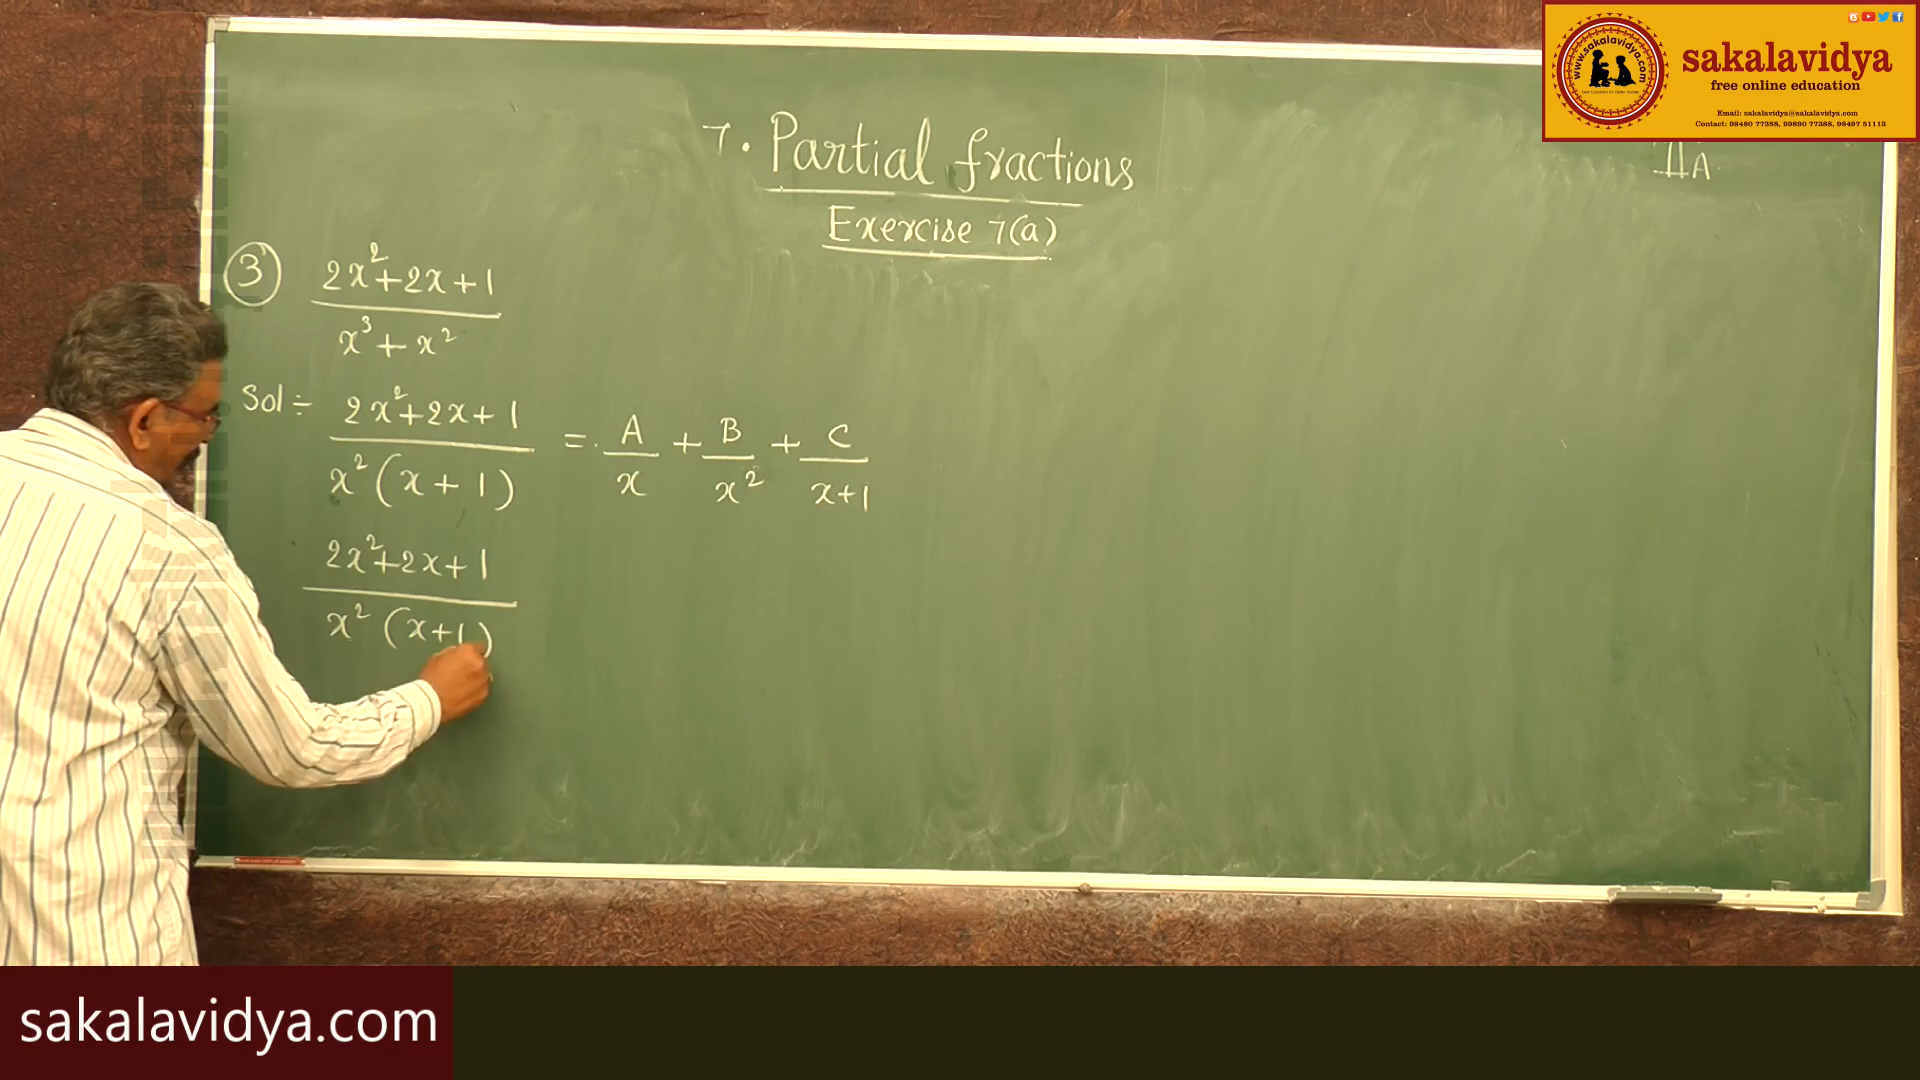 www.sakalavidya.com
sakalavidya
free online education
Email: sakalavidya@sakalavidya.com
Contact: 98480 77388, 99890 77388, 98497 51113
IIA
7. Partial fractions
Exercise 7(a)
3 2x²+2x+1
x³+x²
Sol÷ 2x²+2x+1 = A + B + C
x²(x+1) x x² x+1
2x²+2x+1
x²(x+1)
sakalavidya.com